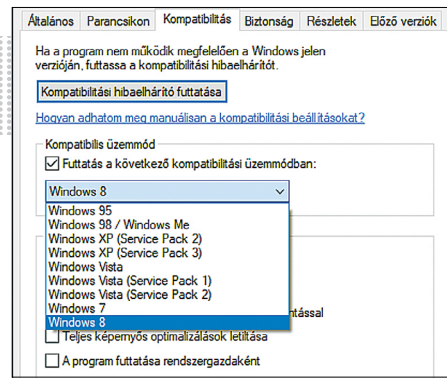 Általános Parancsikon Kompatibilitás Biztonság Részletek Előző verziók
Ha a program nem működik megfelelően a Windows jelen
verzióján, futtassa a kompatibilitási hibaelhárítót.
Kompatibilitási hibaelhárító futtatása
Hogyan adhatom meg manuálisan a kompatibilitási beállításokat?
Kompatibilis üzemmód
Futtatás a következő kompatibilitási üzemmódban:
Windows 8
Windows 95
Windows 98 / Windows Me
Windows XP (Service Pack 2)
Windows XP (Service Pack 3)
Windows Vista
Windows Vista (Service Pack 1)
Windows Vista (Service Pack 2)
Windows 7
Windows 8
Teljes képernyős optimalizálások letiltása
A program futtatása rendszergazdaként